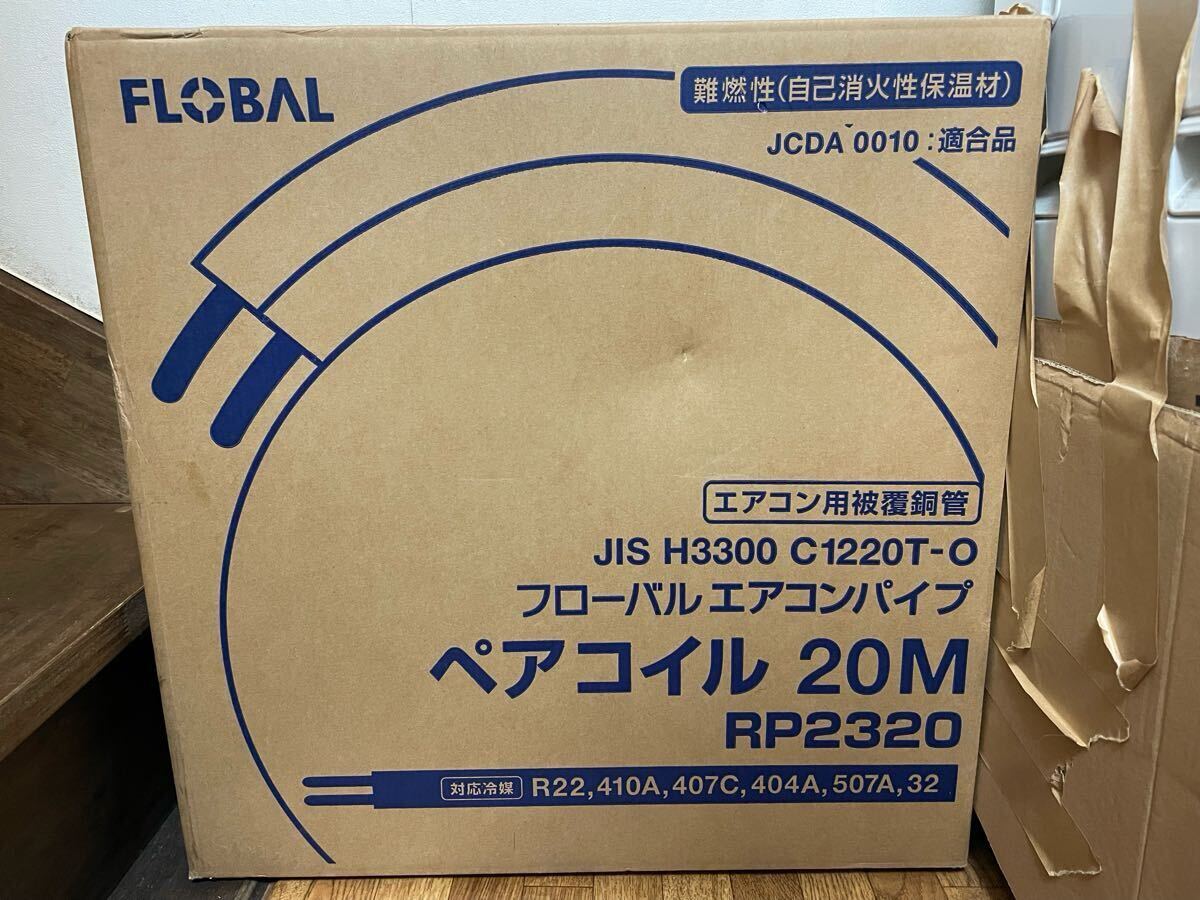 FLOBAL
難燃性(自己消火性保温材)
JCDA 0010:適合品
エアコン用被覆銅管
JIS H3300 C1220T-O
フローバルエアコンパイプ
ペアコイル 20M
RP2320
対応冷媒 R22,410A,407C,404A,507A,32